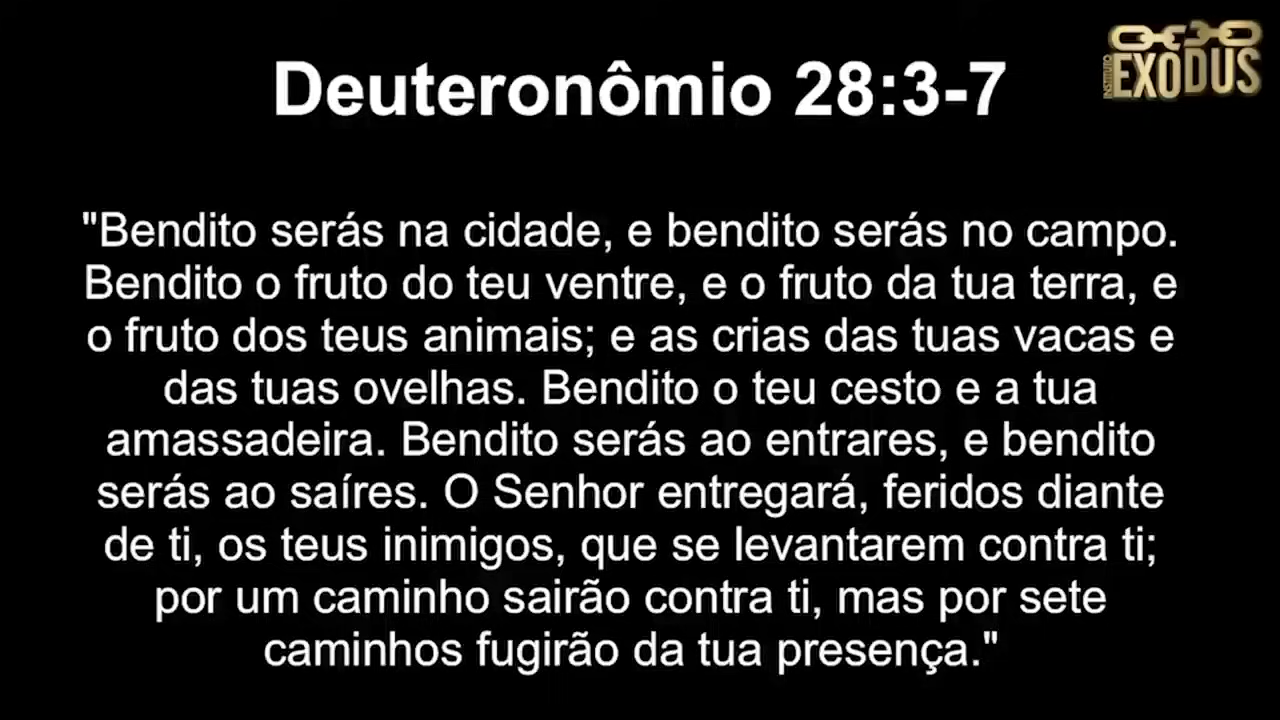 INSTITUTO
EXODUS
Deuteronômio 28:3-7
"Bendito serás na cidade, e bendito serás no campo.
Bendito o fruto do teu ventre, e o fruto da tua terra, e
o fruto dos teus animais; e as crias das tuas vacas e
das tuas ovelhas. Bendito o teu cesto e a tua
amassadeira. Bendito serás ao entrares, e bendito
serás ao saíres. O Senhor entregará, feridos diante
de ti, os teus inimigos, que se levantarem contra ti;
por um caminho sairão contra ti, mas por sete
caminhos fugirão da tua presença."